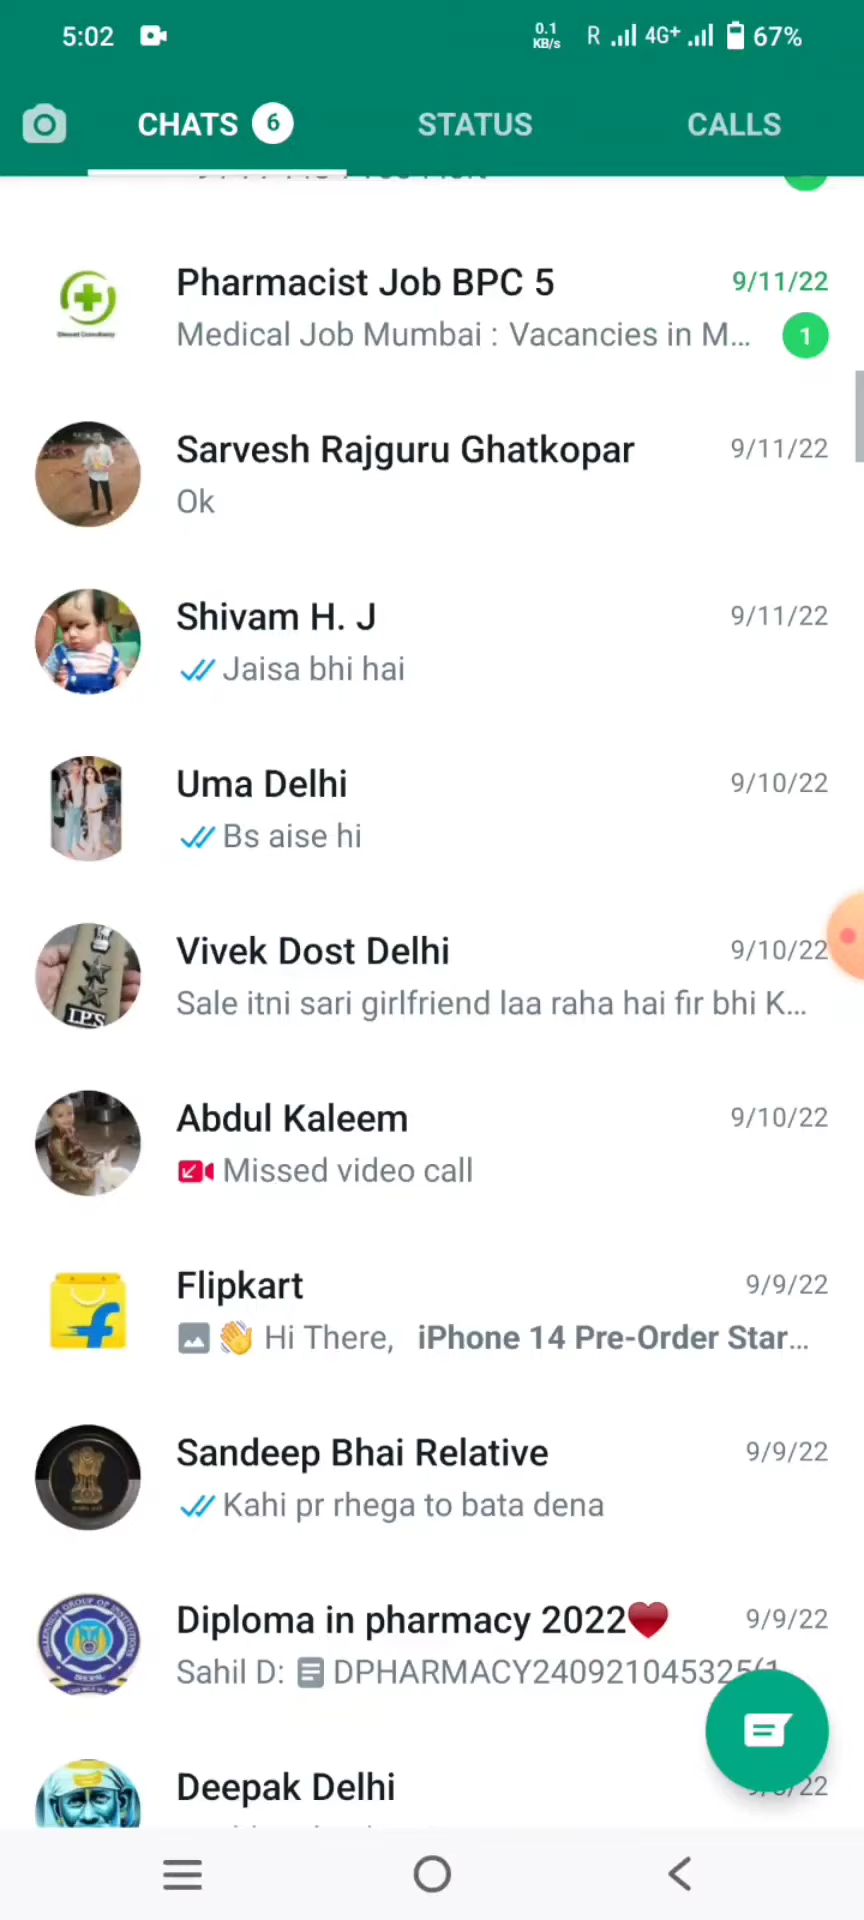 5:02
0.1
KB/s
R
4G+
67%
CHATS 6
STATUS
CALLS
Pharmacist Job BPC 5
9/11/22
Medical Job Mumbai : Vacancies in M...
1
Sarvesh Rajguru Ghatkopar
9/11/22
Ok
Shivam H. J
9/11/22
Jaisa bhi hai
Uma Delhi
9/10/22
Bs aise hi
Vivek Dost Delhi
9/10/22
Sale itni sari girlfriend laa raha hai fir bhi K...
I.P.S
Abdul Kaleem
9/10/22
Missed video call
Flipkart
9/9/22
👋 Hi There, iPhone 14 Pre-Order Star...
Sandeep Bhai Relative
9/9/22
Kahi pr rhega to bata dena
Diploma in pharmacy 2022❤️
9/9/22
Sahil D: DPHARMACY240921045325(1
Deepak Delhi